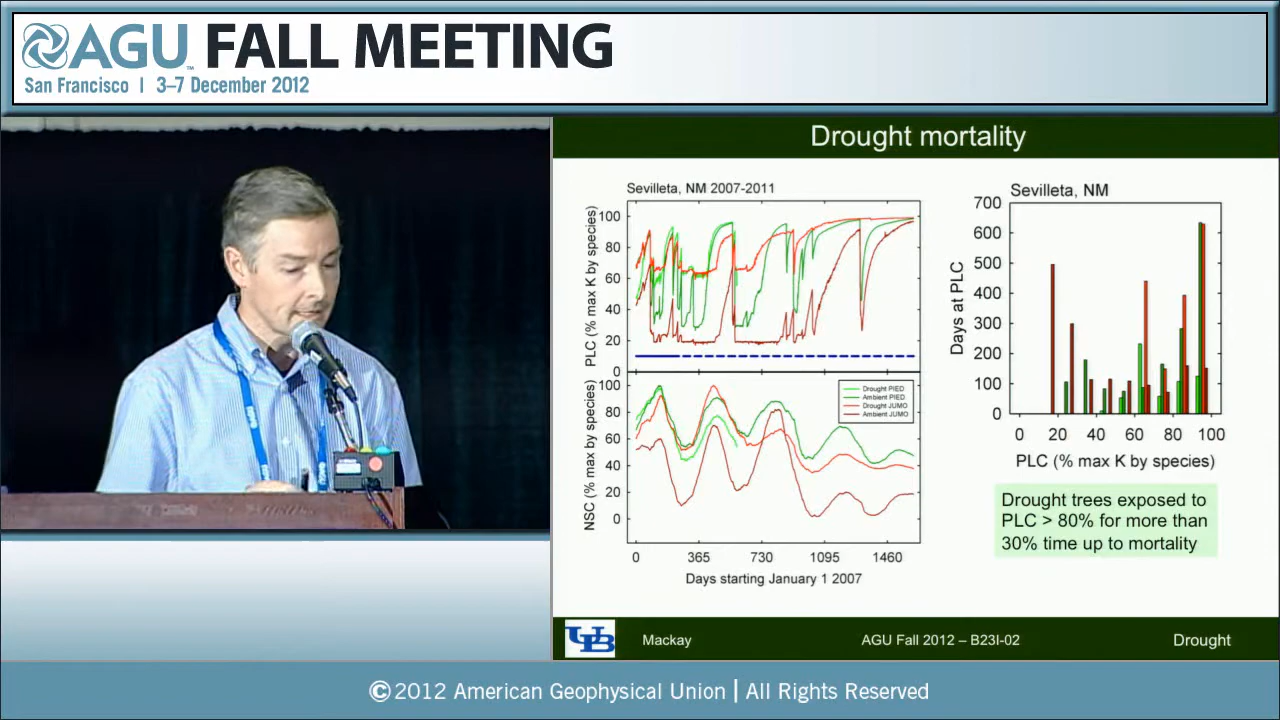 AGU™ FALL MEETING
San Francisco | 3–7 December 2012
Drought mortality
Sevilleta, NM 2007-2011
PLC (% max K by species)
100
80
60
40
20
0
NSC (% max by species)
100
80
60
40
20
0
Drought PIED
Ambient PIED
Drought JUMO
Ambient JUMO
0 365 730 1095 1460
Days starting January 1 2007
Sevilleta, NM
Days at PLC
700
600
500
400
300
200
100
0
0 20 40 60 80 100
PLC (% max K by species)
Drought trees exposed to
PLC > 80% for more than
30% time up to mortality
UB Mackay AGU Fall 2012 – B23I-02 Drought
©2012 American Geophysical Union | All Rights Reserved